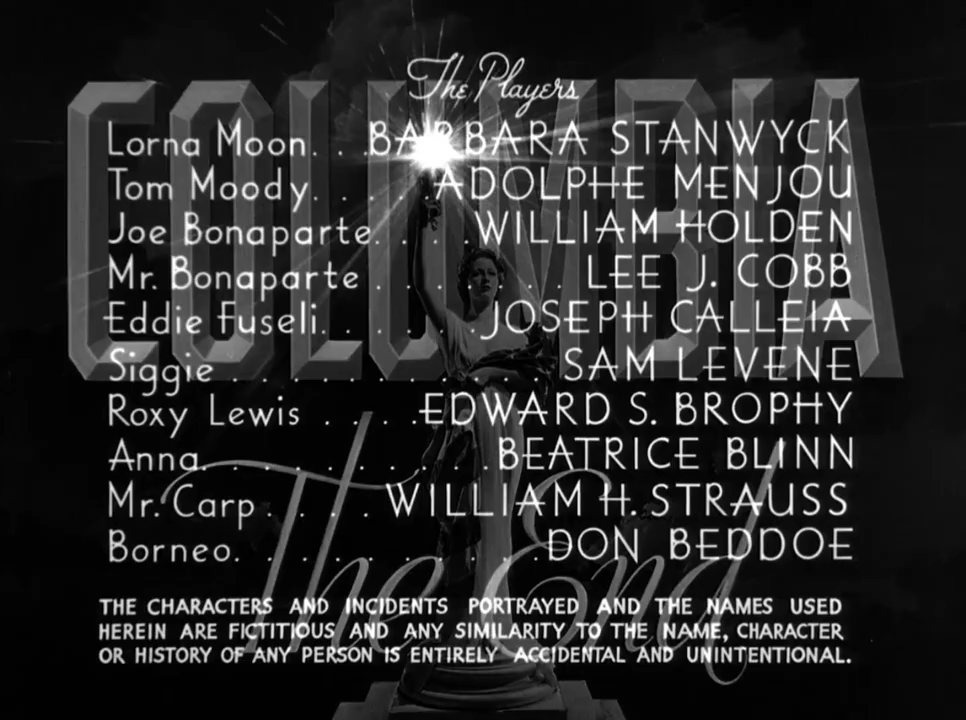 The Players
COLUMBIA
Lorna Moon. . .BARBARA STANWYCK
Tom Moody. . . . ADOLPHE MENJOU
Joe Bonaparte. . . .WILLIAM HOLDEN
Mr. Bonaparte . . . . . . LEE J. COBB
Eddie Fuseli. . . . . .JOSEPH CALLEIA
Siggie . . . . . . . . . . .SAM LEVENE
Roxy Lewis . . . .EDWARD S. BROPHY
Anna. . . . . . . . . .BEATRICE BLINN
Mr. Carp . . . . WILLIAM H. STRAUSS
Borneo. . . . . . . . . .DON BEDDOE
The End
THE CHARACTERS AND INCIDENTS PORTRAYED AND THE NAMES USED
HEREIN ARE FICTITIOUS AND ANY SIMILARITY TO THE NAME, CHARACTER
OR HISTORY OF ANY PERSON IS ENTIRELY ACCIDENTAL AND UNINTENTIONAL.